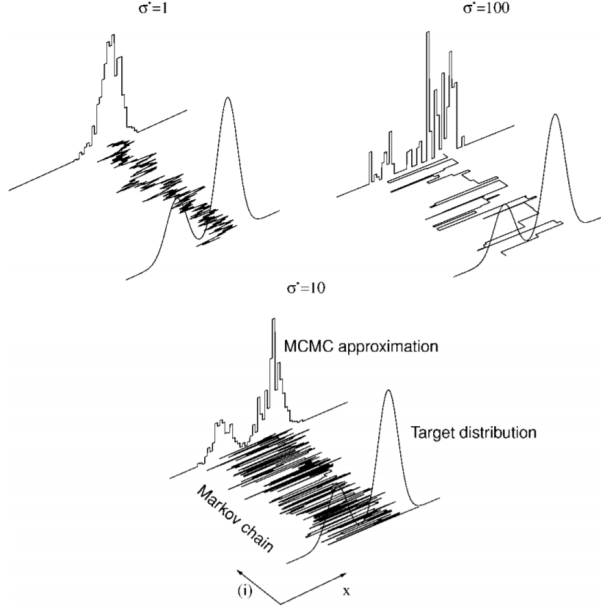 σ*=1
σ*=100
σ*=10
MCMC approximation
Target distribution
Markov chain
(i)
x